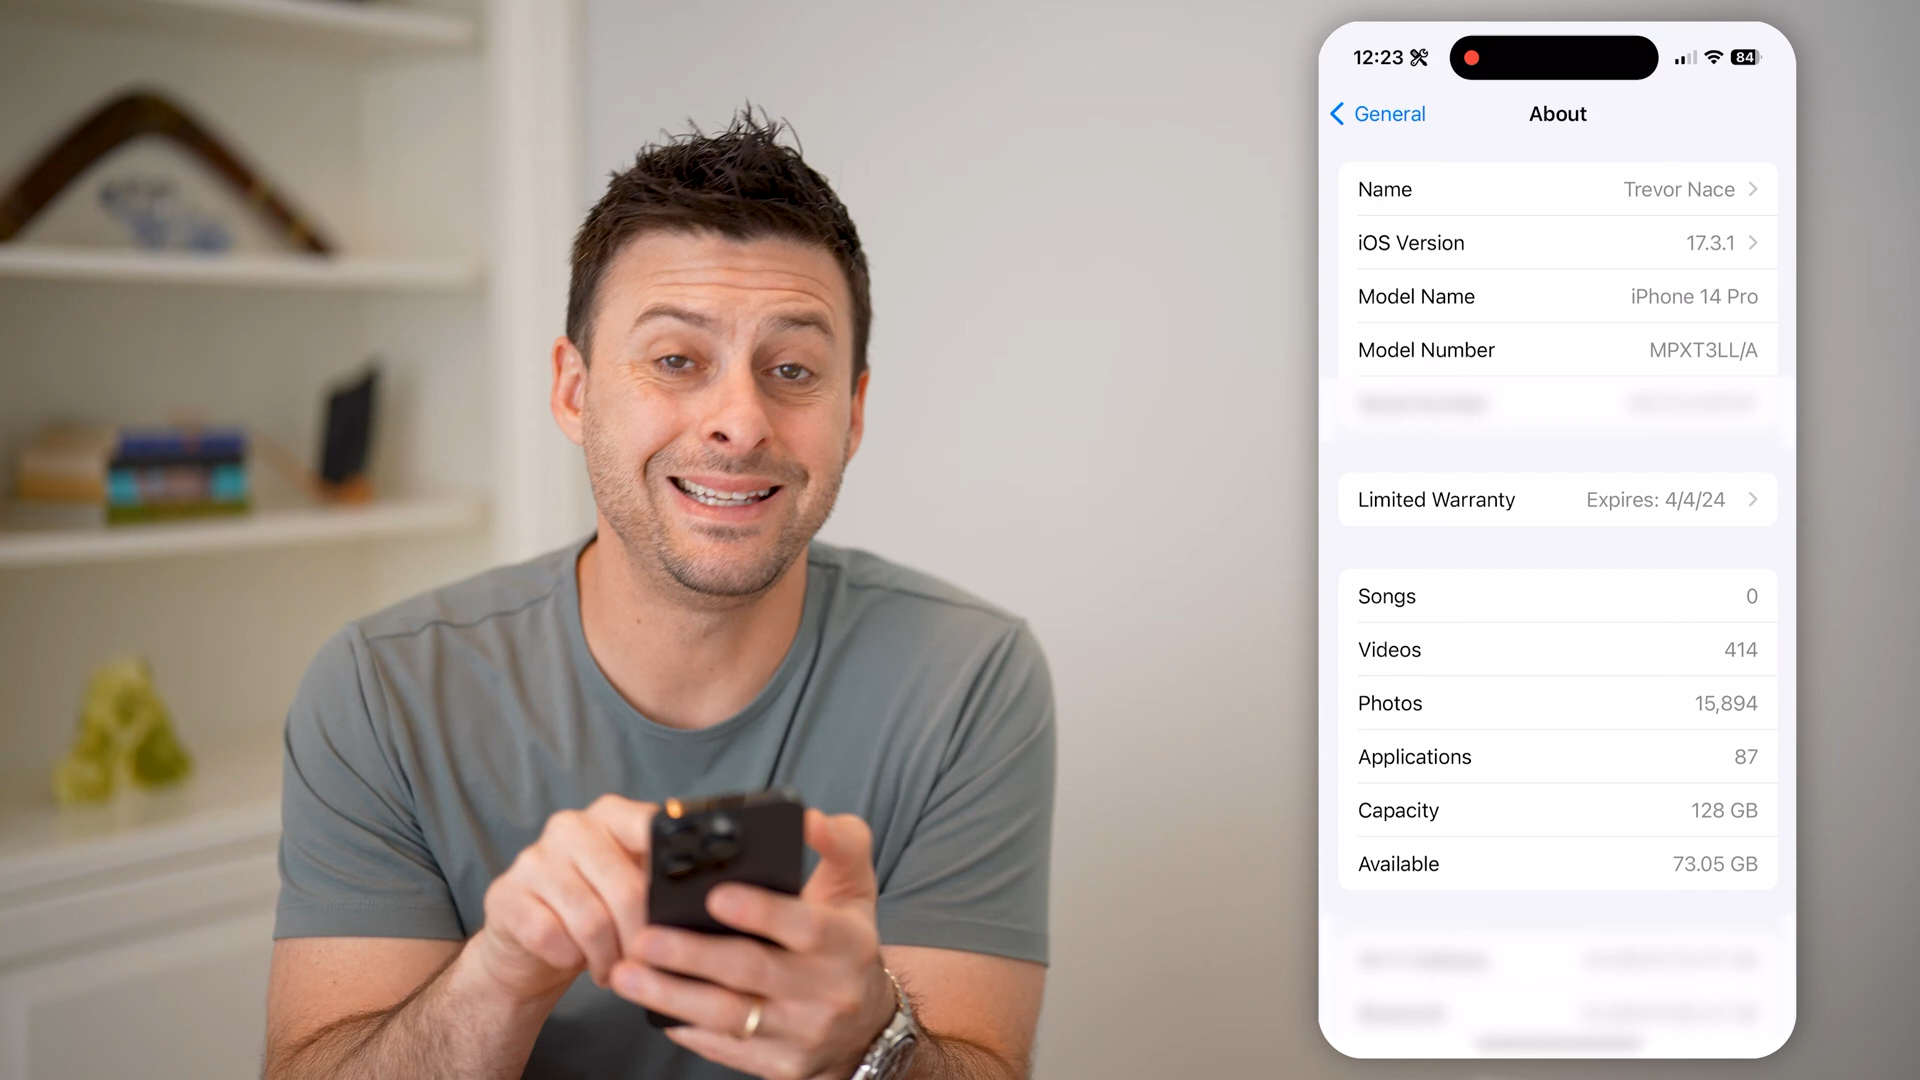 12:23
84
General
About
Name Trevor Nace
iOS Version 17.3.1
Model Name iPhone 14 Pro
Model Number MPXT3LL/A
Limited Warranty Expires: 4/4/24
Songs 0
Videos 414
Photos 15,894
Applications 87
Capacity 128 GB
Available 73.05 GB